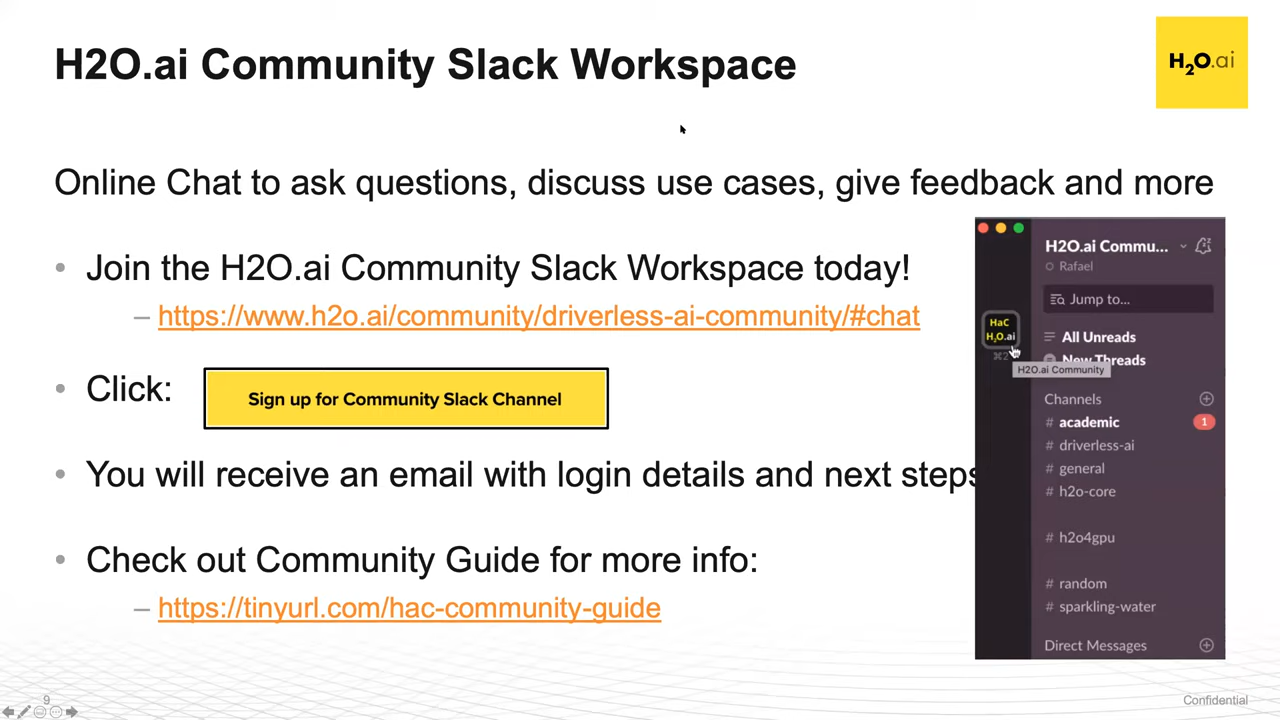 H2O.ai Community Slack Workspace
H2O.ai
Online Chat to ask questions, discuss use cases, give feedback and more
• Join the H2O.ai Community Slack Workspace today!
– https://www.h2o.ai/community/driverless-ai-community/#chat
• Click:
Sign up for Community Slack Channel
• You will receive an email with login details and next steps
• Check out Community Guide for more info:
– https://tinyurl.com/hac-community-guide
H2O.ai Commu...
Rafael
Jump to...
HaC
H2O.ai
⌘2
All Unreads
New Threads
H2O.ai Community
Channels
# academic 1
# driverless-ai
# general
# h2o-core
# h2o4gpu
# random
# sparkling-water
Direct Messages
9
Confidential